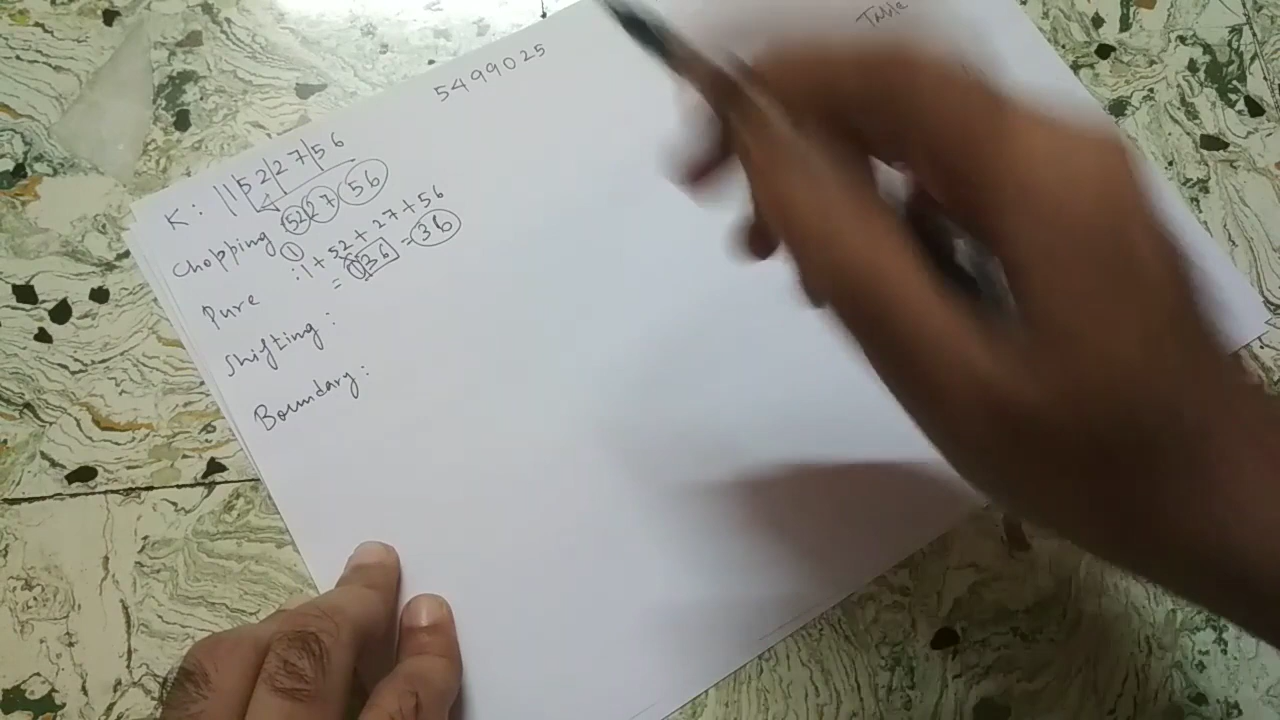 Table
5499025
K: 1|52|27|56
Chopping ① 52 27 56
Pure : 1 + 52 + 27 + 56
= 136 = 36
Shifting :
Boundary :